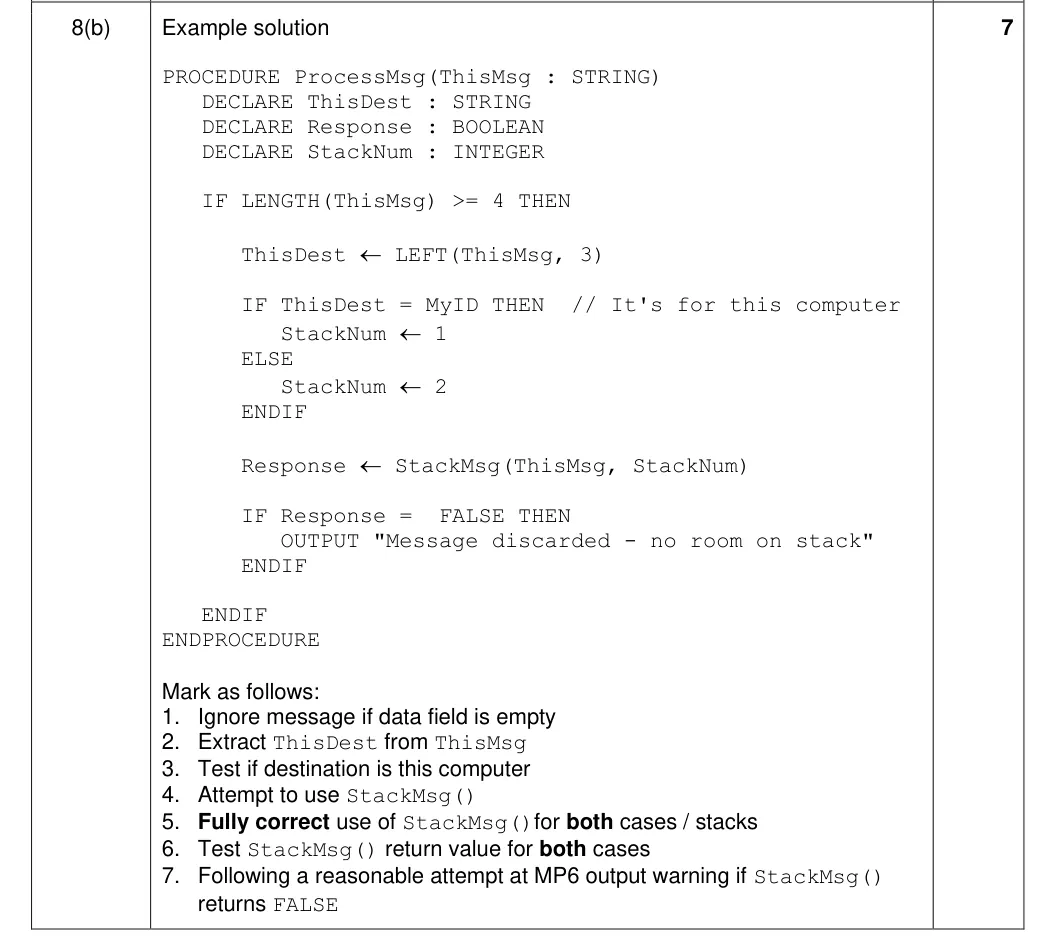 8(b)
Example solution
7
PROCEDURE ProcessMsg(ThisMsg : STRING)
DECLARE ThisDest : STRING
DECLARE Response : BOOLEAN
DECLARE StackNum : INTEGER
IF LENGTH(ThisMsg) >= 4 THEN
ThisDest ← LEFT(ThisMsg, 3)
IF ThisDest = MyID THEN  // It's for this computer
StackNum ← 1
ELSE
StackNum ← 2
ENDIF
Response ← StackMsg(ThisMsg, StackNum)
IF Response =  FALSE THEN
OUTPUT "Message discarded - no room on stack"
ENDIF
ENDIF
ENDPROCEDURE
Mark as follows:
1. Ignore message if data field is empty
2. Extract ThisDest from ThisMsg
3. Test if destination is this computer
4. Attempt to use StackMsg()
5. Fully correct use of StackMsg()for both cases / stacks
6. Test StackMsg() return value for both cases
7. Following a reasonable attempt at MP6 output warning if StackMsg()
returns FALSE